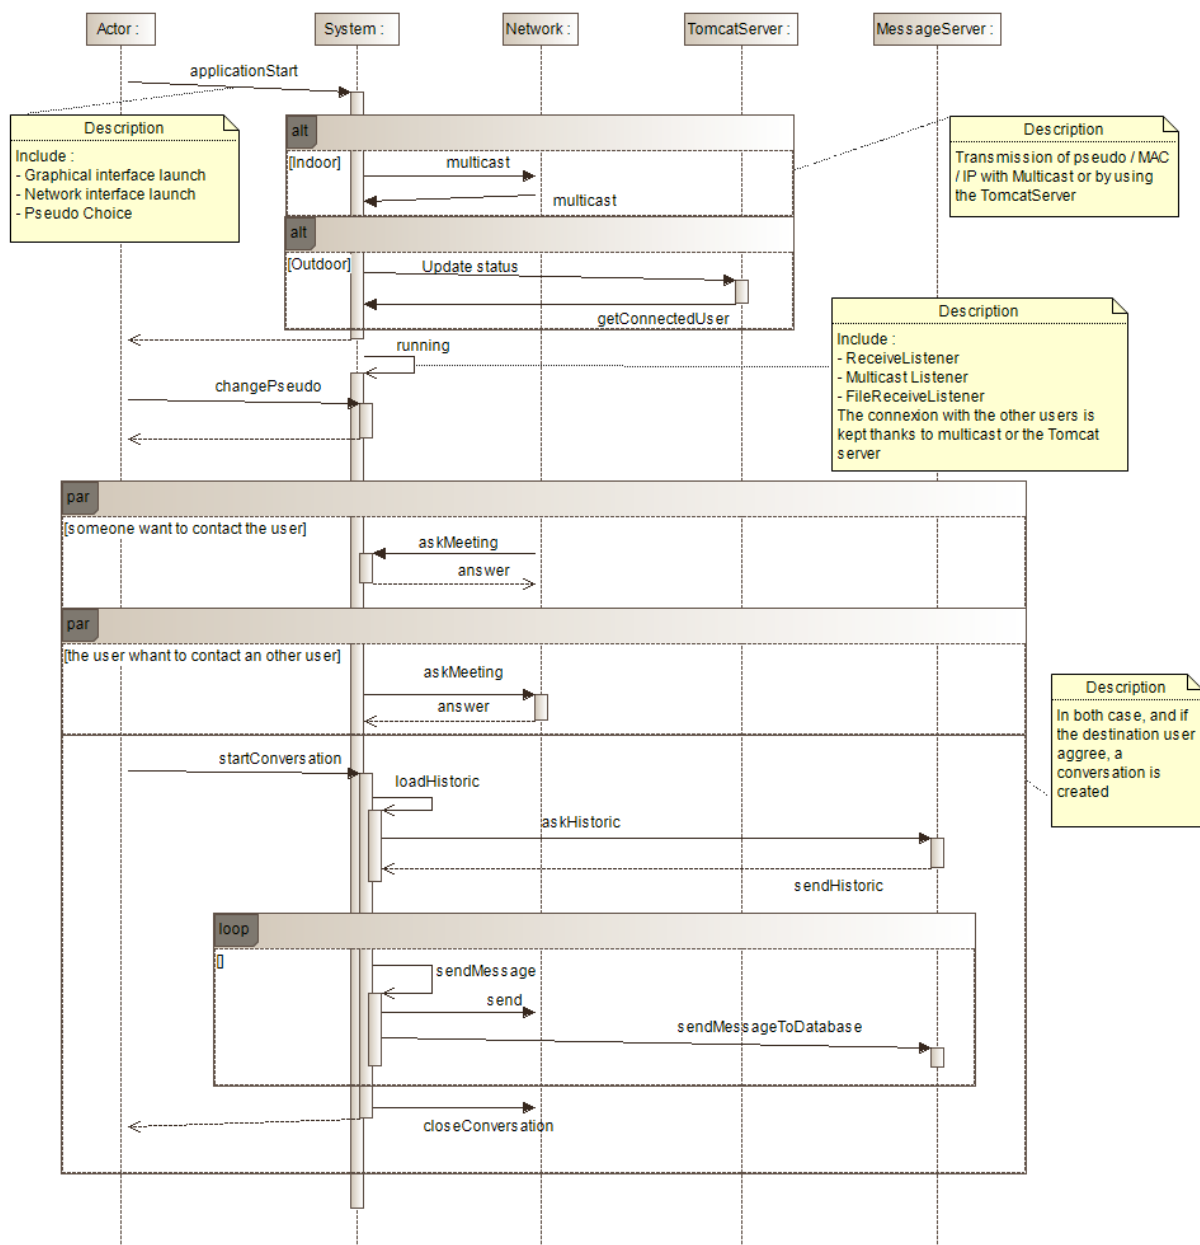 Actor :
System :
Network :
TomcatServer :
MessageServer :
applicationStart
Description
Include :
- Graphical interface launch
- Network interface launch
- Pseudo Choice
alt
[Indoor]
multicast
multicast
Description
Transmission of pseudo / MAC
/ IP with Multicast or by using
the TomcatServer
alt
[Outdoor]
Update status
getConnectedUser
running
Description
Include :
- ReceiveListener
- Multicast Listener
- FileReceiveListener
The connexion with the other users is
kept thanks to multicast or the Tomcat
server
changePseudo
par
[someone want to contact the user]
askMeeting
answer
par
[the user whant to contact an other user]
askMeeting
answer
Description
In both case, and if
the destination user
aggree, a
conversation is
created
startConversation
loadHistoric
askHistoric
sendHistoric
loop
[]
sendMessage
send
sendMessageToDatabase
closeConversation